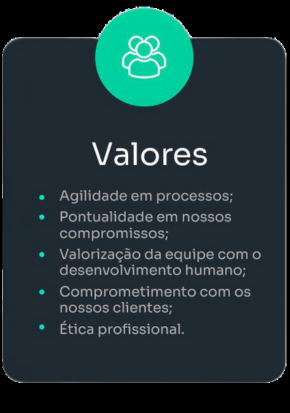 Valores
• Agilidade em processos;
• Pontualidade em nossos
compromissos;
• Valorização da equipe com o
desenvolvimento humano;
• Comprometimento com os
nossos clientes;
• Ética profissional.